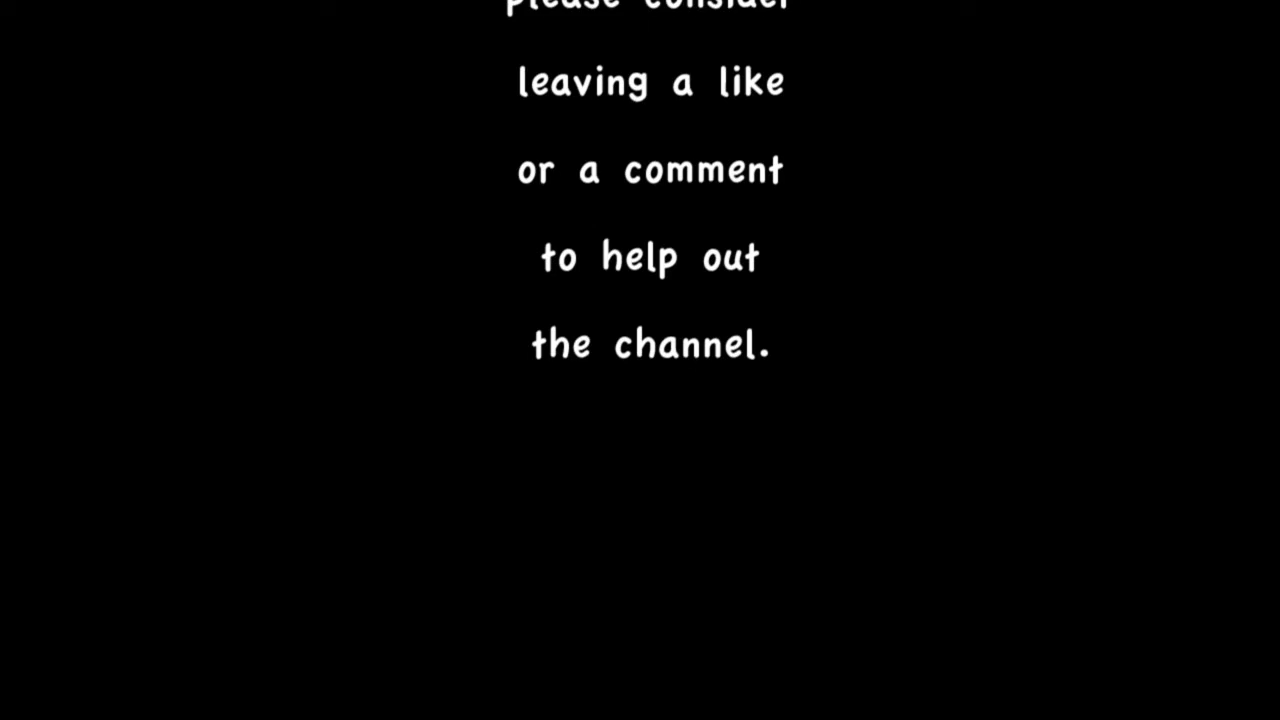 please consider
leaving a like
or a comment
to help out
the channel.